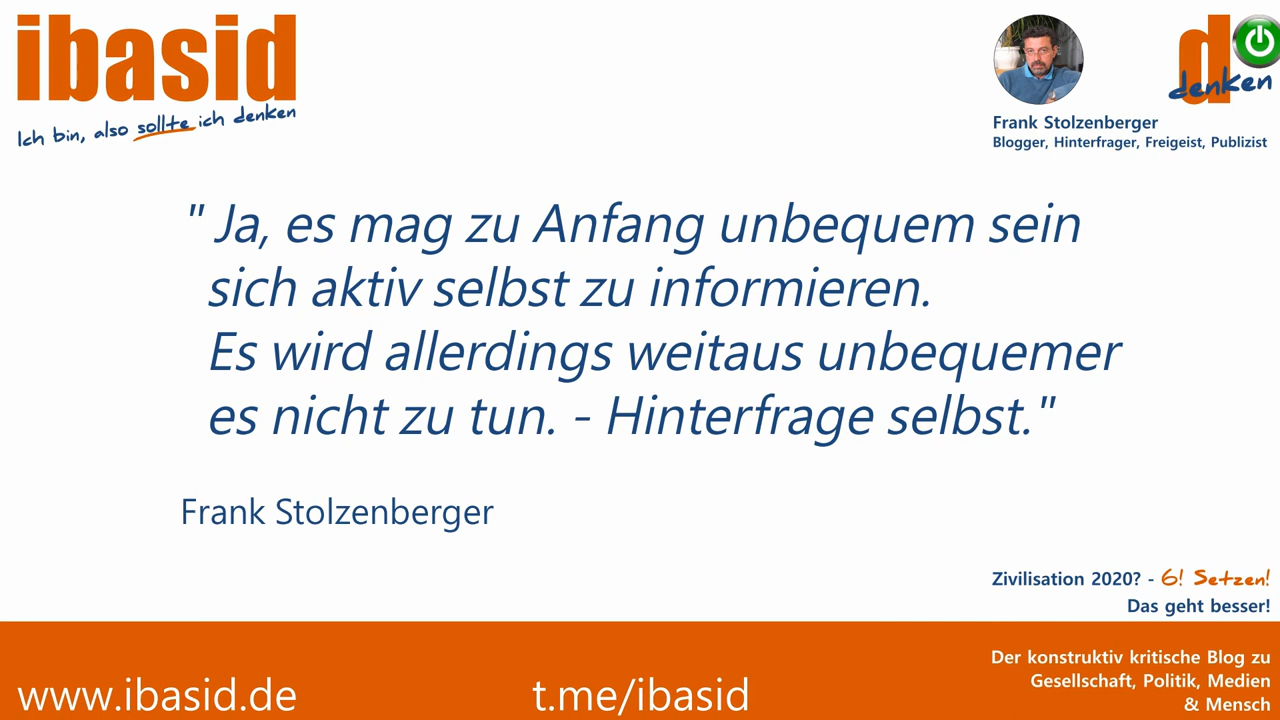 ibasid
Ich bin, also sollte ich denken
d
denken
Frank Stolzenberger
Blogger, Hinterfrager, Freigeist, Publizist
" Ja, es mag zu Anfang unbequem sein
sich aktiv selbst zu informieren.
Es wird allerdings weitaus unbequemer
es nicht zu tun. - Hinterfrage selbst."
Frank Stolzenberger
Zivilisation 2020? - 6! Setzen!
Das geht besser!
www.ibasid.de
t.me/ibasid
Der konstruktiv kritische Blog zu
Gesellschaft, Politik, Medien
& Mensch